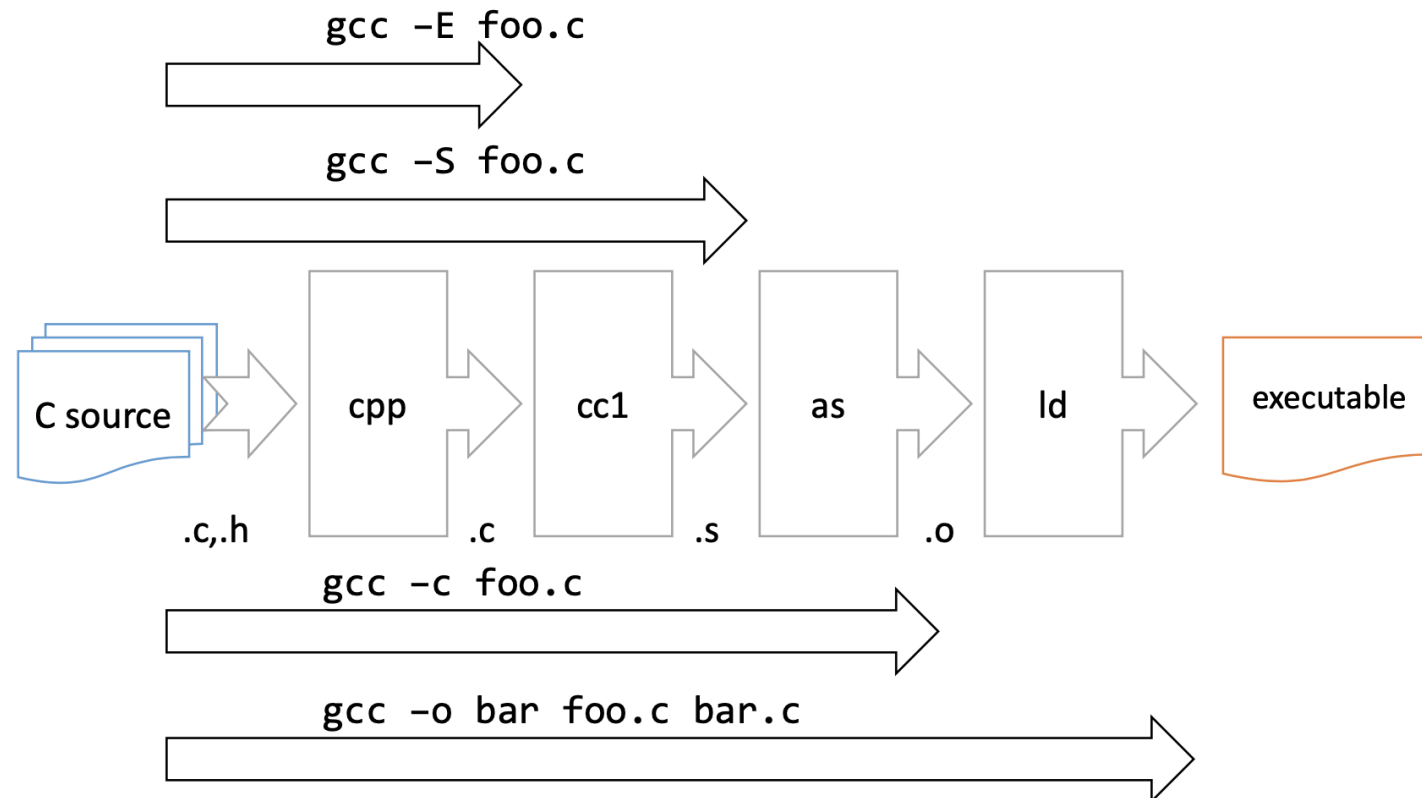 gcc –E foo.c
gcc –S foo.c
C source
cpp
cc1
as
ld
executable
.c,.h
.c
.s
.o
gcc –c foo.c
gcc –o bar foo.c bar.c